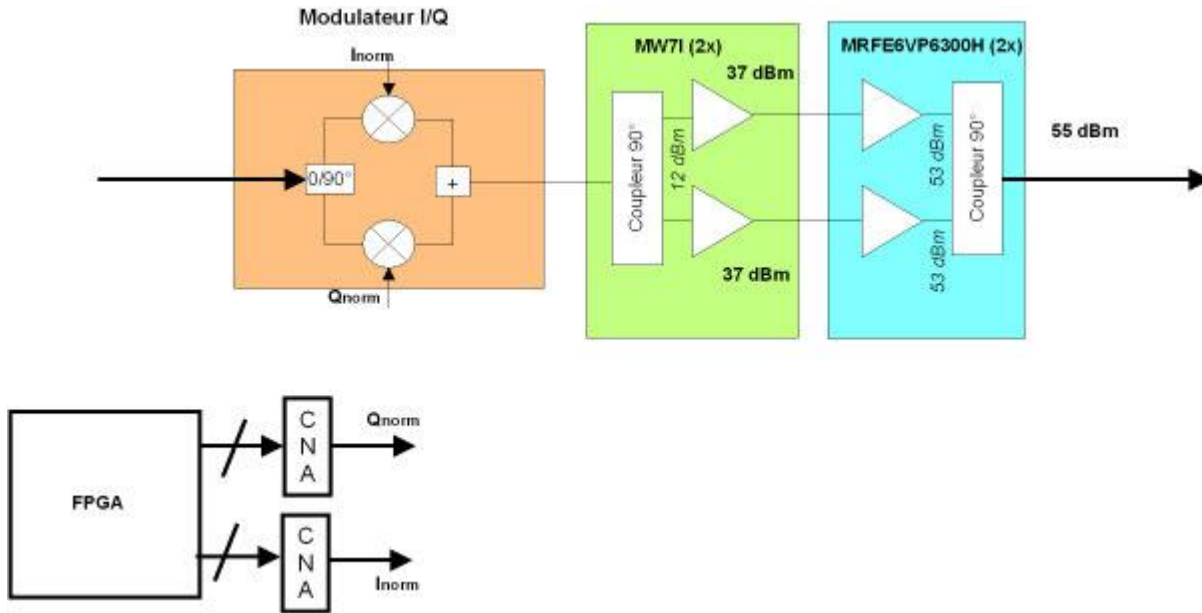 Modulateur I/Q
Inorm
0/90°
+
Qnorm
MW7I (2x)
37 dBm
Coupleur 90°
12 dBm
37 dBm
MRFE6VP6300H (2x)
53 dBm
53 dBm
Coupleur 90°
55 dBm
FPGA
C
N
A
Qnorm
C
N
A
Inorm